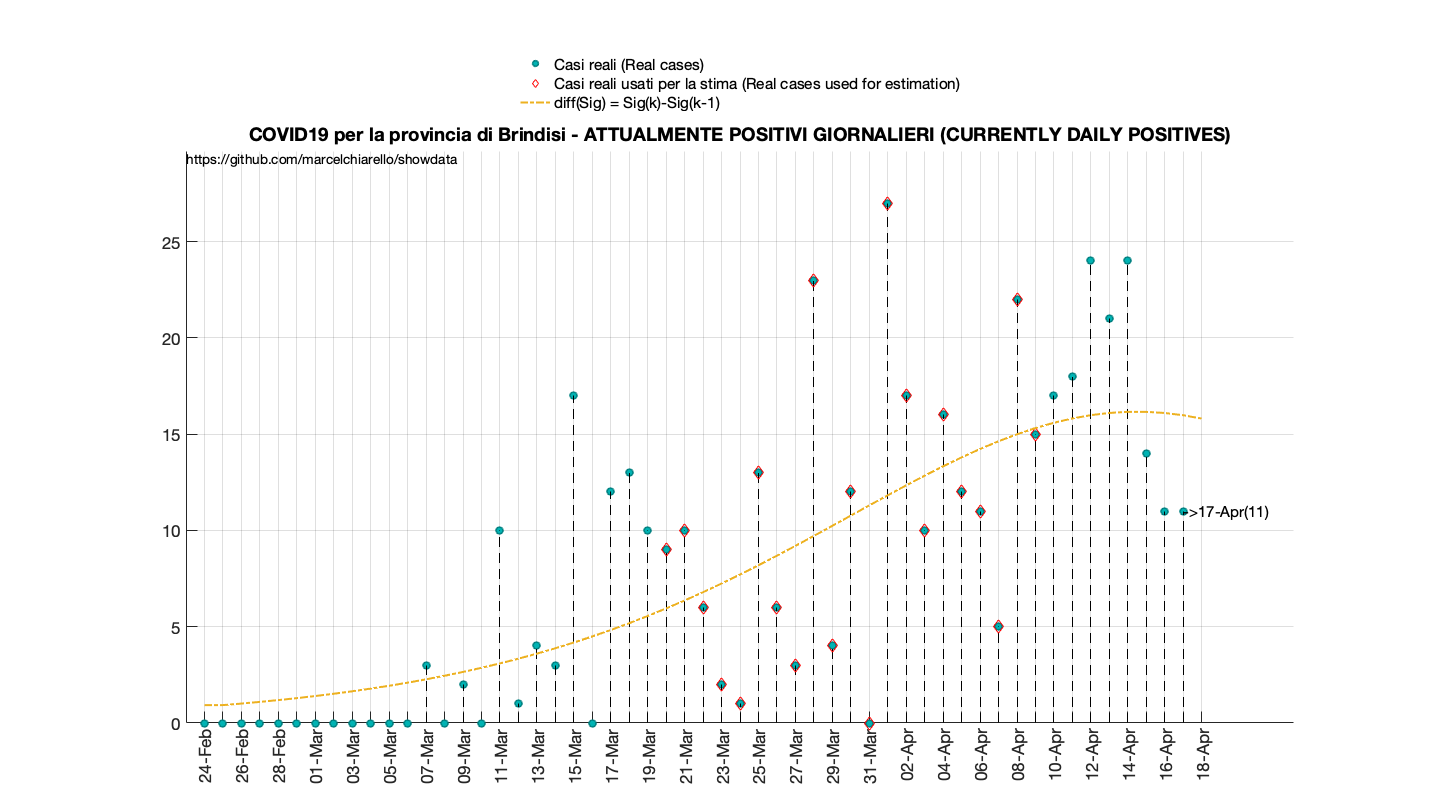 Casi reali (Real cases)
Casi reali usati per la stima (Real cases used for estimation)
diff(Sig) = Sig(k)-Sig(k-1)
COVID19 per la provincia di Brindisi - ATTUALMENTE POSITIVI GIORNALIERI (CURRENTLY DAILY POSITIVES)
https://github.com/marcelchiarello/showdata
25
20
15
10
5
0
->17-Apr(11)
24-Feb
26-Feb
28-Feb
01-Mar
03-Mar
05-Mar
07-Mar
09-Mar
11-Mar
13-Mar
15-Mar
17-Mar
19-Mar
21-Mar
23-Mar
25-Mar
27-Mar
29-Mar
31-Mar
02-Apr
04-Apr
06-Apr
08-Apr
10-Apr
12-Apr
14-Apr
16-Apr
18-Apr